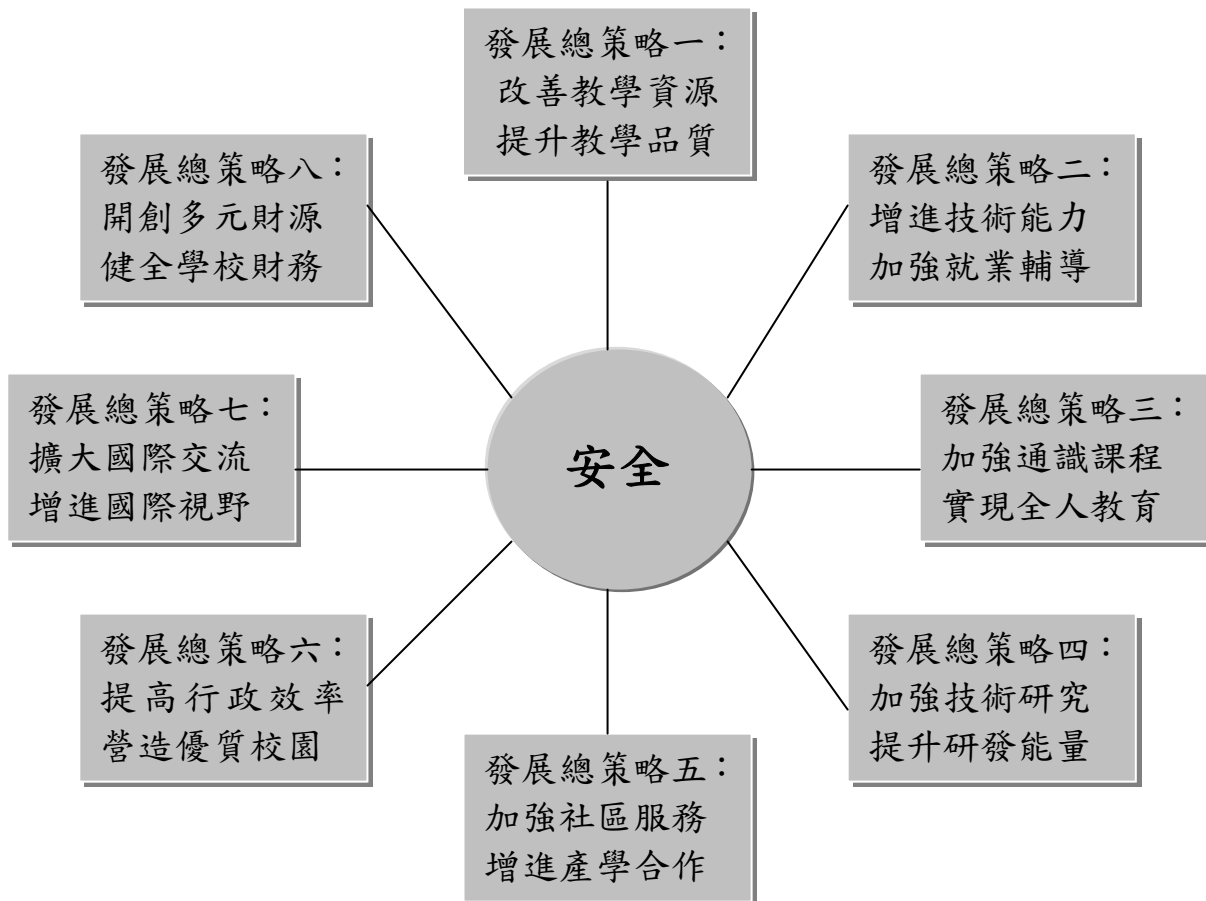 發展總策略一：
改善教學資源
提升教學品質
發展總策略二：
增進技術能力
加強就業輔導
發展總策略三：
加強通識課程
實現全人教育
發展總策略四：
加強技術研究
提升研發能量
發展總策略五：
加強社區服務
增進產學合作
發展總策略六：
提高行政效率
營造優質校園
發展總策略七：
擴大國際交流
增進國際視野
發展總策略八：
開創多元財源
健全學校財務
安全